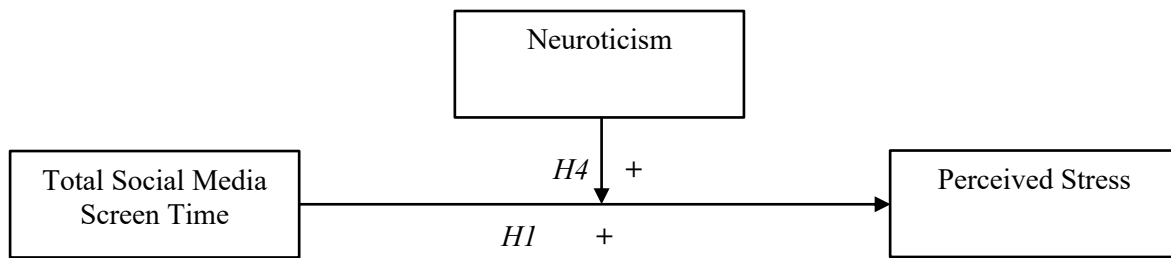 Neuroticism
H4 +
Total Social Media
Screen Time
Perceived Stress
H1 +